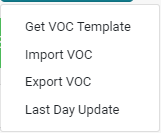 Get VOC Template
Import VOC
Export VOC
Last Day Update